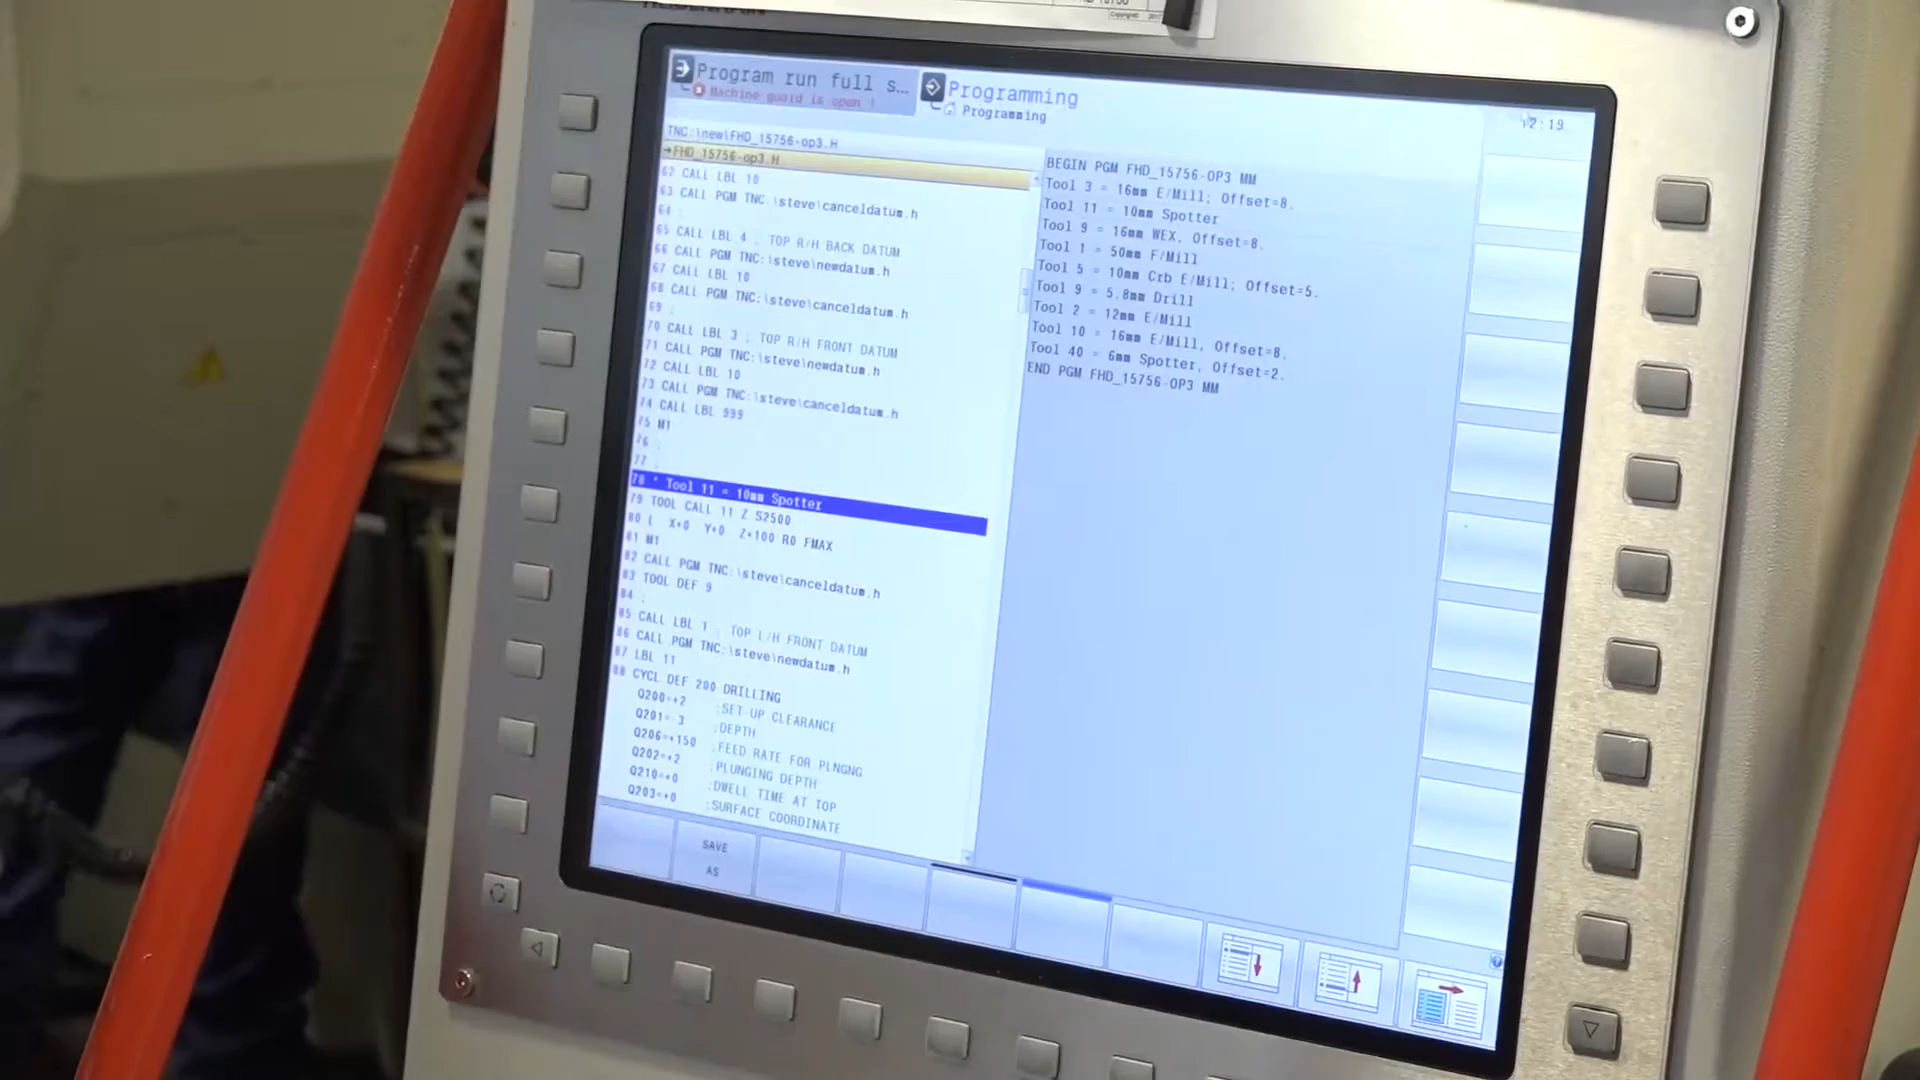 Program run full s...
Machine guard is open !
Programming
Programming
12:19
TNC:\new\FHD_15756-op3.H
→FHD_15756-op3.H
62 CALL LBL 10
63 CALL PGM TNC:\steve\canceldatum.h
64 ;
65 CALL LBL 4 ; TOP R/H BACK DATUM
66 CALL PGM TNC:\steve\newdatum.h
67 CALL LBL 10
68 CALL PGM TNC:\steve\canceldatum.h
69 ;
70 CALL LBL 3 ; TOP R/H FRONT DATUM
71 CALL PGM TNC:\steve\newdatum.h
72 CALL LBL 10
73 CALL PGM TNC:\steve\canceldatum.h
74 CALL LBL 999
75 M1
76 ;
77 ;
78 * Tool 11 = 10mm Spotter
79 TOOL CALL 11 Z S2500
80 L X+0 Y+0 Z+100 R0 FMAX
81 M1
82 CALL PGM TNC:\steve\canceldatum.h
83 TOOL DEF 9
84 ;
85 CALL LBL 1 ; TOP L/H FRONT DATUM
86 CALL PGM TNC:\steve\newdatum.h
87 LBL 11
88 CYCL DEF 200 DRILLING
Q200=+2 ;SET-UP CLEARANCE
Q201=-3 ;DEPTH
Q206=+150 ;FEED RATE FOR PLNGNG
Q202=+2 ;PLUNGING DEPTH
Q210=+0 ;DWELL TIME AT TOP
Q203=+0 ;SURFACE COORDINATE
BEGIN PGM FHD_15756-OP3 MM
Tool 3 = 16mm E/Mill; Offset=8.
Tool 11 = 10mm Spotter
Tool 9 = 16mm WEX, Offset=8.
Tool 1 = 50mm F/Mill
Tool 5 = 10mm Crb E/Mill; Offset=5.
Tool 9 = 5.8mm Drill
Tool 2 = 12mm E/Mill
Tool 10 = 16mm E/Mill, Offset=8.
Tool 40 = 6mm Spotter, Offset=2.
END PGM FHD_15756-OP3 MM
SAVE
AS